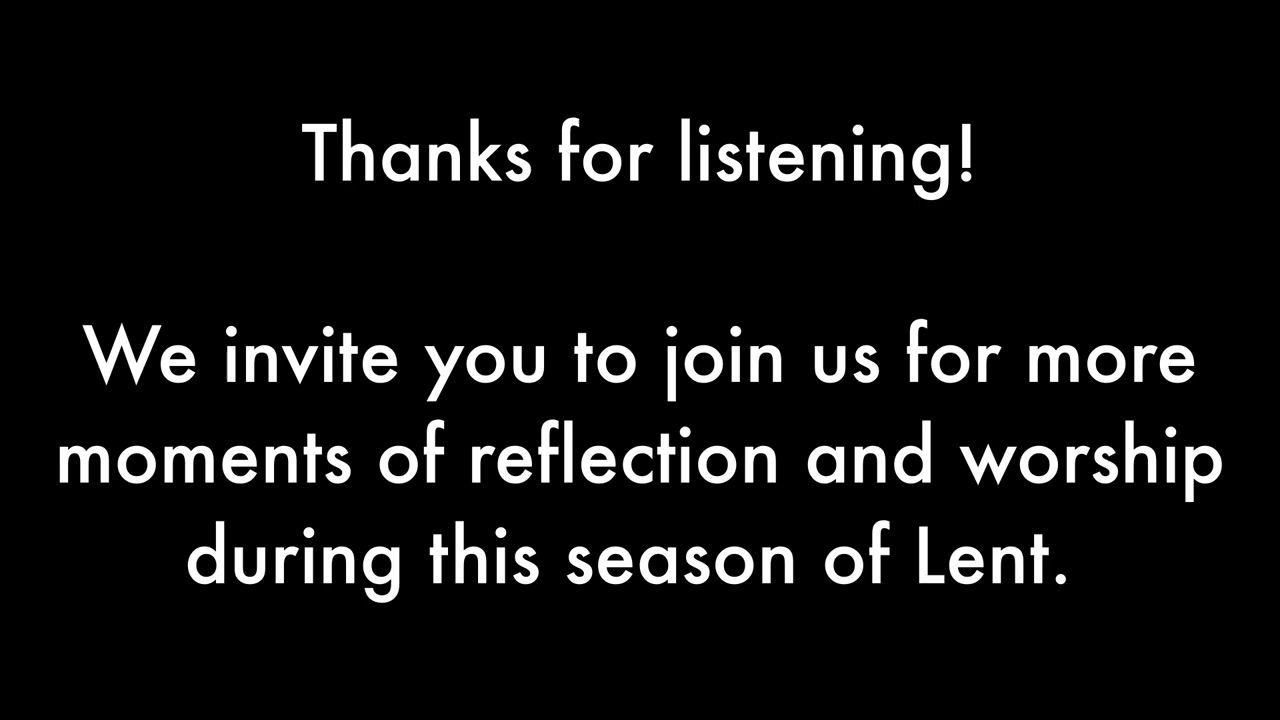 Thanks for listening!
We invite you to join us for more
moments of reflection and worship
during this season of Lent.